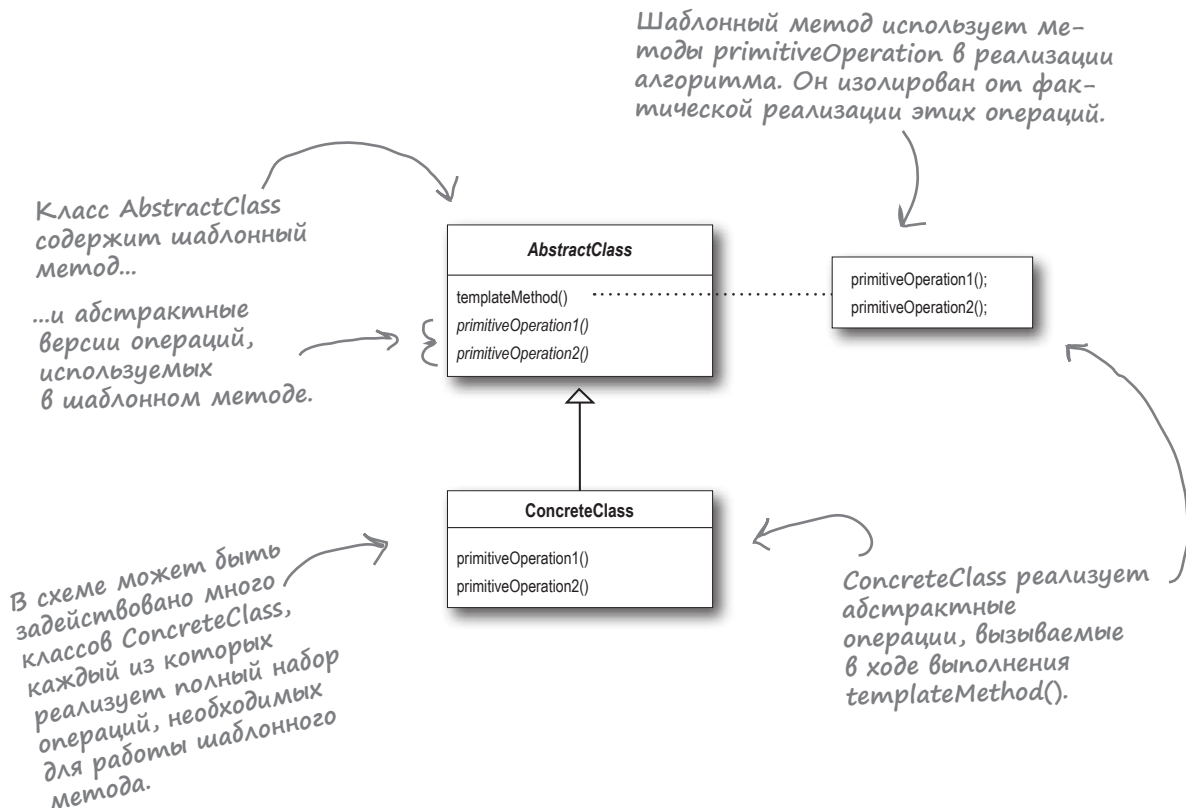 Шаблонный метод использует ме-
тоды primitiveOperation в реализации
алгоритма. Он изолирован от фак-
тической реализации этих операций.
Класс AbstractClass
содержит шаблонный
метод...
...и абстрактные
версии операций,
используемых
в шаблонном методе.
AbstractClass
templateMethod()
primitiveOperation1()
primitiveOperation2()
primitiveOperation1();
primitiveOperation2();
ConcreteClass
primitiveOperation1()
primitiveOperation2()
В схеме может быть
задействовано много
классов ConcreteClass,
каждый из которых
реализует полный набор
операций, необходимых
для работы шаблонного
метода.
ConcreteClass реализует
абстрактные
операции, вызываемые
в ходе выполнения
templateMethod().